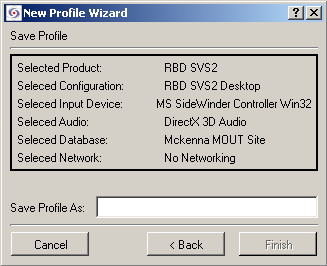 New Profile Wizard
Save Profile
Selected Product: RBD SVS2
Seleced Configuration: RBD SVS2 Desktop
Seleced Input Device: MS SideWinder Controller Win32
Seleced Audio: DirectX 3D Audio
Seleced Database: Mckenna MOUT Site
Seleced Network: No Networking
Save Profile As:
Cancel < Back Finish